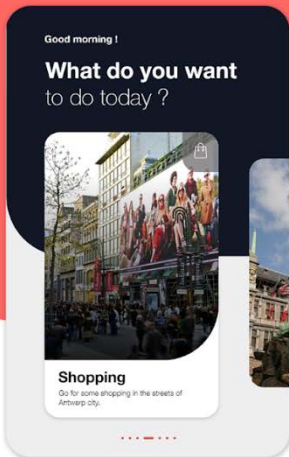 Good morning !
What do you want
to do today ?
Shopping
Go for some shopping in the streets of
Antwerp city.